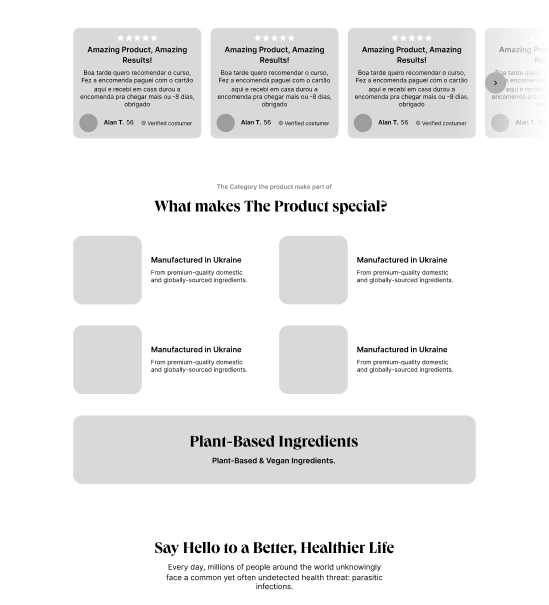 Amazing Product, Amazing
Results!
Boa tarde quero recomendar o curso,
Fez a encomenda paguei com o cartão
aqui e recebi em casa durou a
encomenda pra chegar mais ou -8 dias,
obrigado
Alan T. 56 Verified costumer
Amazing Product, Amazing
Results!
Boa tarde quero recomendar o curso,
Fez a encomenda paguei com o cartão
aqui e recebi em casa durou a
encomenda pra chegar mais ou -8 dias,
obrigado
Alan T. 56 Verified costumer
Amazing Product, Amazing
Results!
Boa tarde quero recomendar o curso,
Fez a encomenda paguei com o cartão
aqui e recebi em casa durou a
encomenda pra chegar mais ou -8 dias,
obrigado
Alan T. 56 Verified costumer
Amazing
Boa tarde
Alan T. 56
The Category the product make part of
What makes The Product special?
Manufactured in Ukraine
From premium-quality domestic
and globally-sourced ingredients.
Manufactured in Ukraine
From premium-quality domestic
and globally-sourced ingredients.
Manufactured in Ukraine
From premium-quality domestic
and globally-sourced ingredients.
Manufactured in Ukraine
From premium-quality domestic
and globally-sourced ingredients.
Plant-Based Ingredients
Plant-Based & Vegan Ingredients.
Say Hello to a Better, Healthier Life
Every day, millions of people around the world unknowingly
face a common yet often undetected health threat: parasitic
infections.